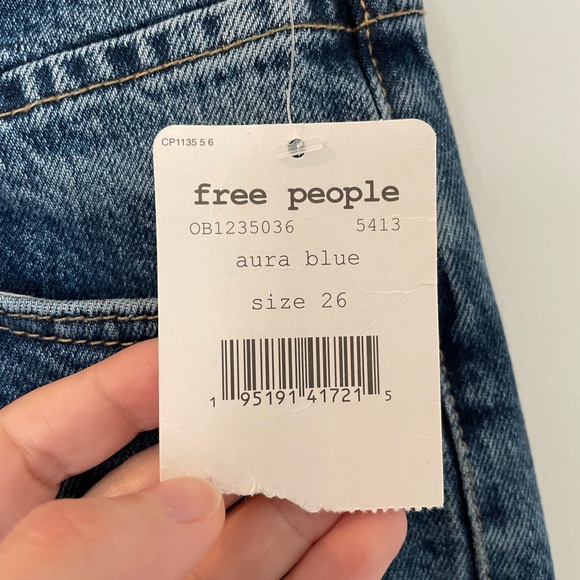 CP1135 5 6
free people
OB1235036 5413
aura blue
size 26
1 95191 41721 5